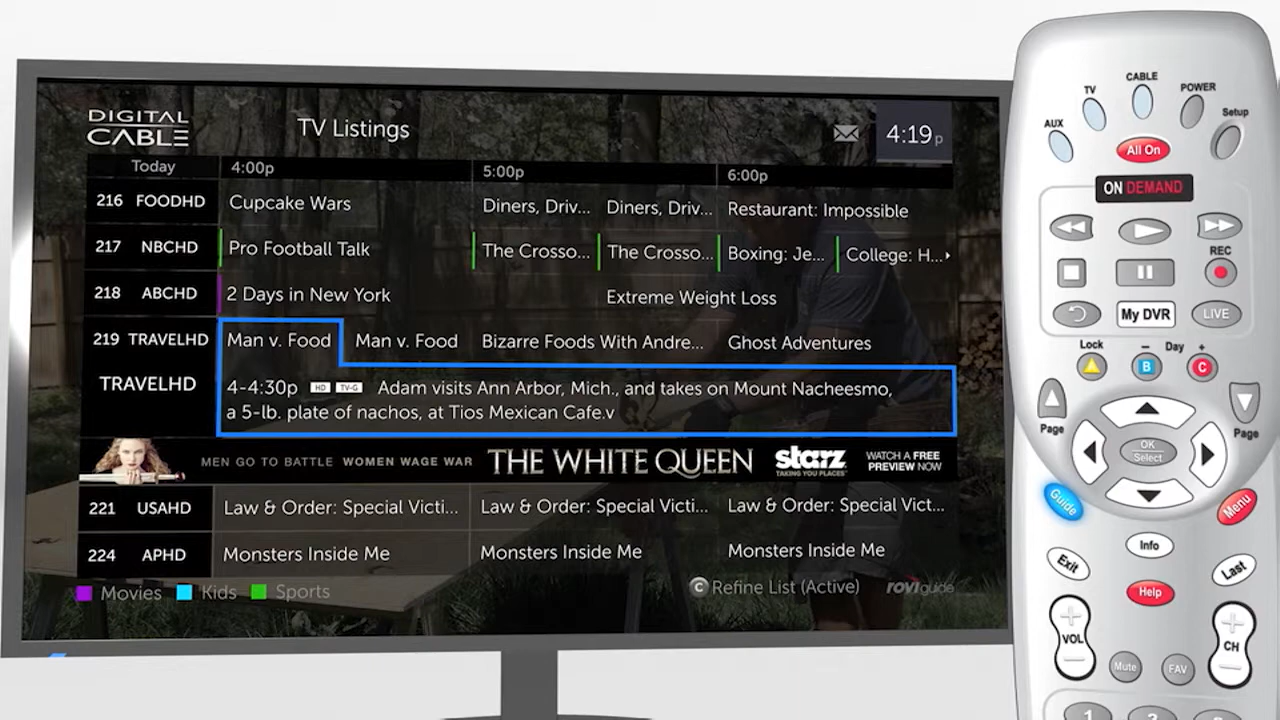 DIGITAL CABLE
TV Listings
4:19p
Today 4:00p 5:00p 6:00p
216 FOODHD Cupcake Wars Diners, Driv... Diners, Driv... Restaurant: Impossible
217 NBCHD Pro Football Talk The Crosso... The Crosso... Boxing: Je... College: H...
218 ABCHD 2 Days in New York Extreme Weight Loss
219 TRAVELHD Man v. Food Man v. Food Bizarre Foods With Andre... Ghost Adventures
TRAVELHD 4-4:30p HD TV-G Adam visits Ann Arbor, Mich., and takes on Mount Nacheesmo,
a 5-lb. plate of nachos, at Tios Mexican Cafe.v
MEN GO TO BATTLE WOMEN WAGE WAR THE WHITE QUEEN starz TAKING YOU PLACES WATCH A FREE PREVIEW NOW
221 USAHD Law & Order: Special Victi... Law & Order: Special Victi... Law & Order: Special Vict...
224 APHD Monsters Inside Me Monsters Inside Me Monsters Inside Me
Movies Kids Sports C Refine List (Active) rovi guide
AUX TV CABLE POWER Setup
All On
ON DEMAND
REC
My DVR LIVE
Lock - Day +
B C
Page Page
OK Select
Guide Menu
Info
Exit Last
Help
VOL CH
Mute FAV
1